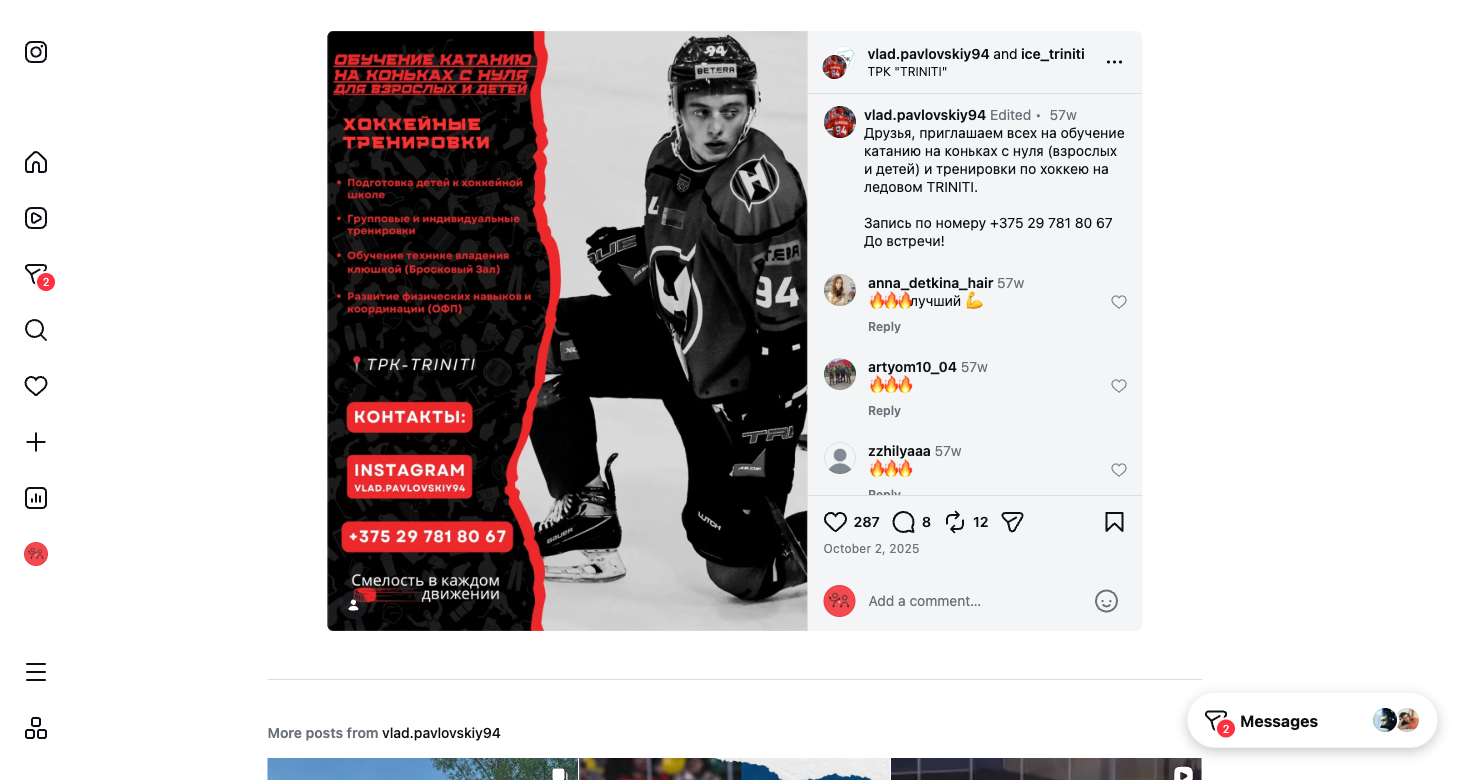 ОБУЧЕНИЕ КАТАНИЮ
НА КОНЬКАХ С НУЛЯ
ДЛЯ ВЗРОСЛЫХ И ДЕТЕЙ
ХОККЕЙНЫЕ
ТРЕНИРОВКИ
• Подготовка детей к хоккейной
школе
• Групповые и индивидуальные
тренировки
• Обучение технике владения
клюшкой (Бросковый Зал)
• Развитие физических навыков и
координации (ОФП)
ТРК-TRINITI
КОНТАКТЫ:
INSTAGRAM
VLAD.PAVLOVSKIY94
+375 29 781 80 67
Смелость в каждом
движении
94
BETERA
94
BAUER
vlad.pavlovskiy94 and ice_triniti
ТРК "TRINITI"
vlad.pavlovskiy94 Edited • 57w
Друзья, приглашаем всех на обучение
катанию на коньках с нуля (взрослых
и детей) и тренировки по хоккею на
ледовом TRINITI.
Запись по номеру +375 29 781 80 67
До встречи!
anna_detkina_hair 57w
🔥🔥🔥лучший 💪
Reply
artyom10_04 57w
🔥🔥🔥
Reply
zzhilyaaa 57w
🔥🔥🔥
Reply
287 8 12
October 2, 2025
Add a comment...
More posts from vlad.pavlovskiy94
2
2
Messages